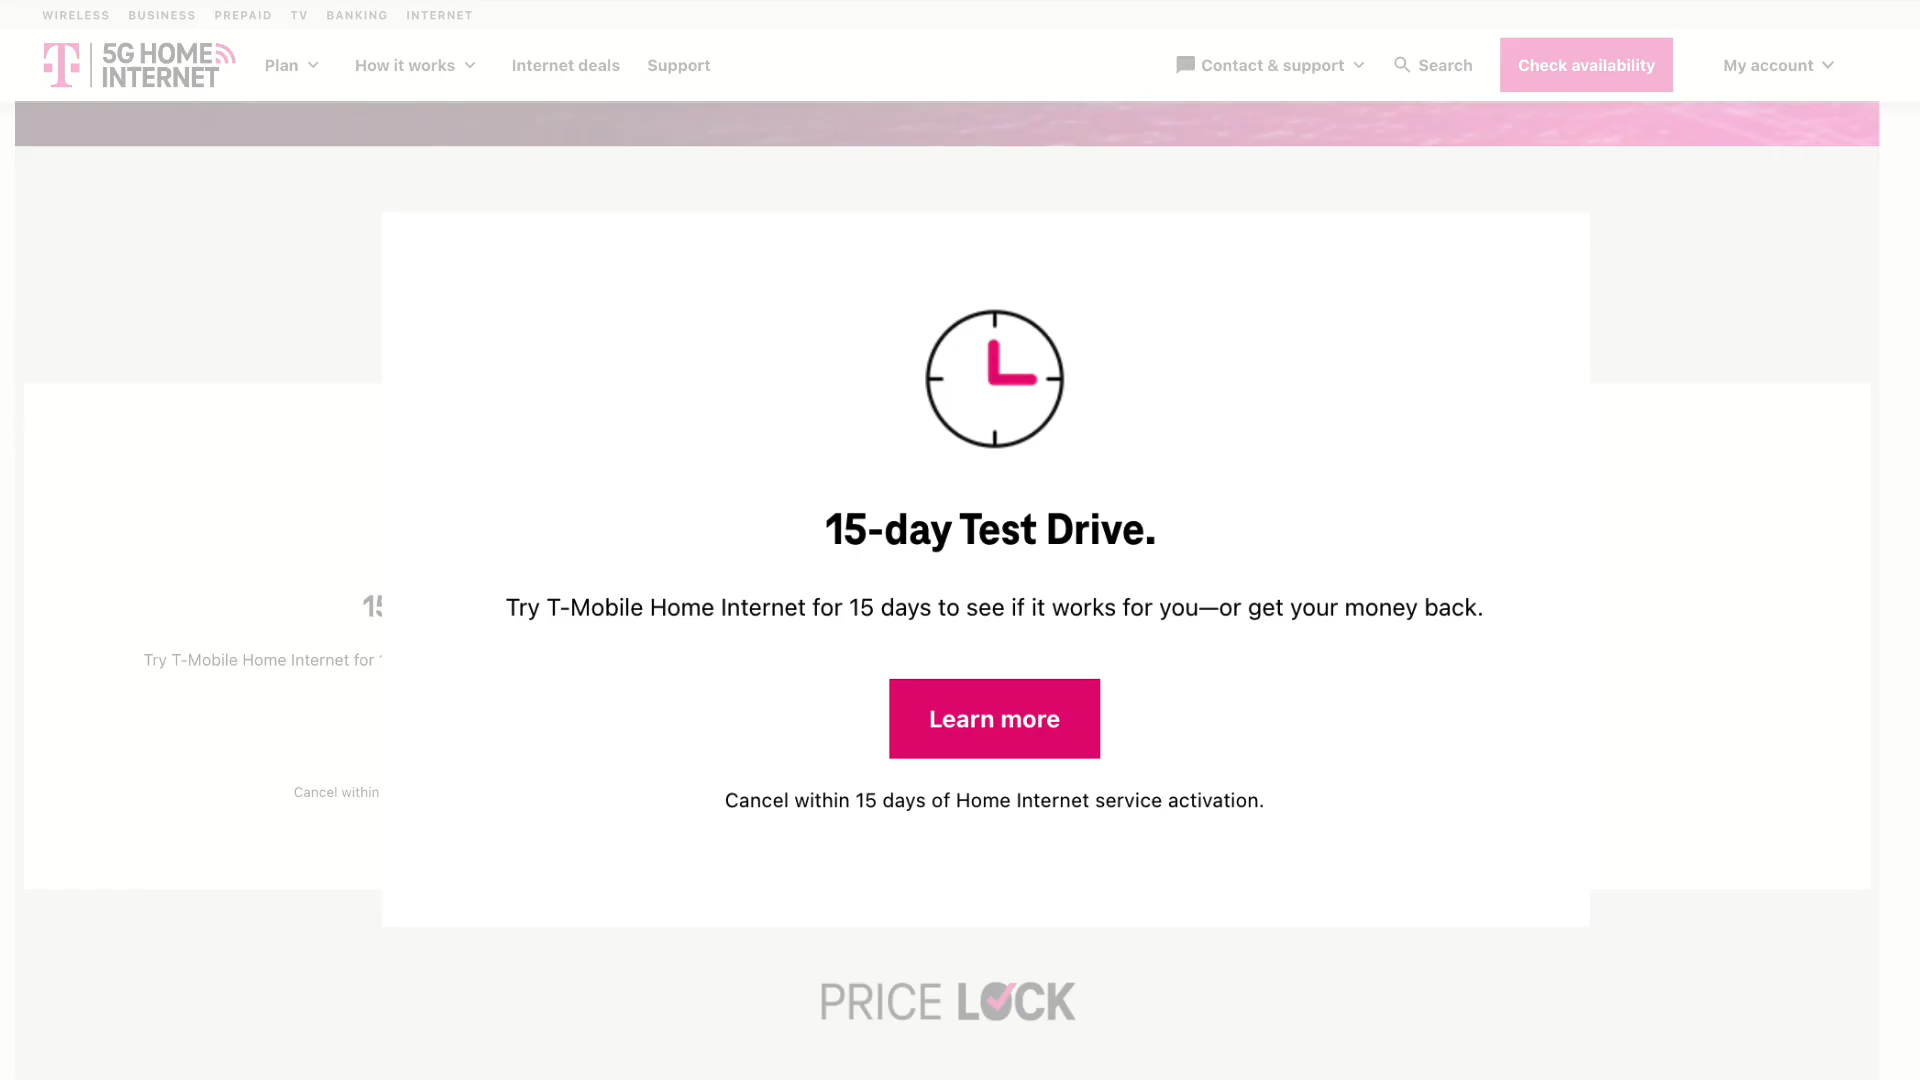 WIRELESS BUSINESS PREPAID TV BANKING INTERNET
T 5G HOME
INTERNET
Plan How it works Internet deals Support Contact & support Search Check availability My account
15-day Test Drive.
15
Try T-Mobile Home Internet for 15 days to see if it works for you—or get your money back.
Try T-Mobile Home Internet for
Learn more
Cancel within
Cancel within 15 days of Home Internet service activation.
PRICE LOCK